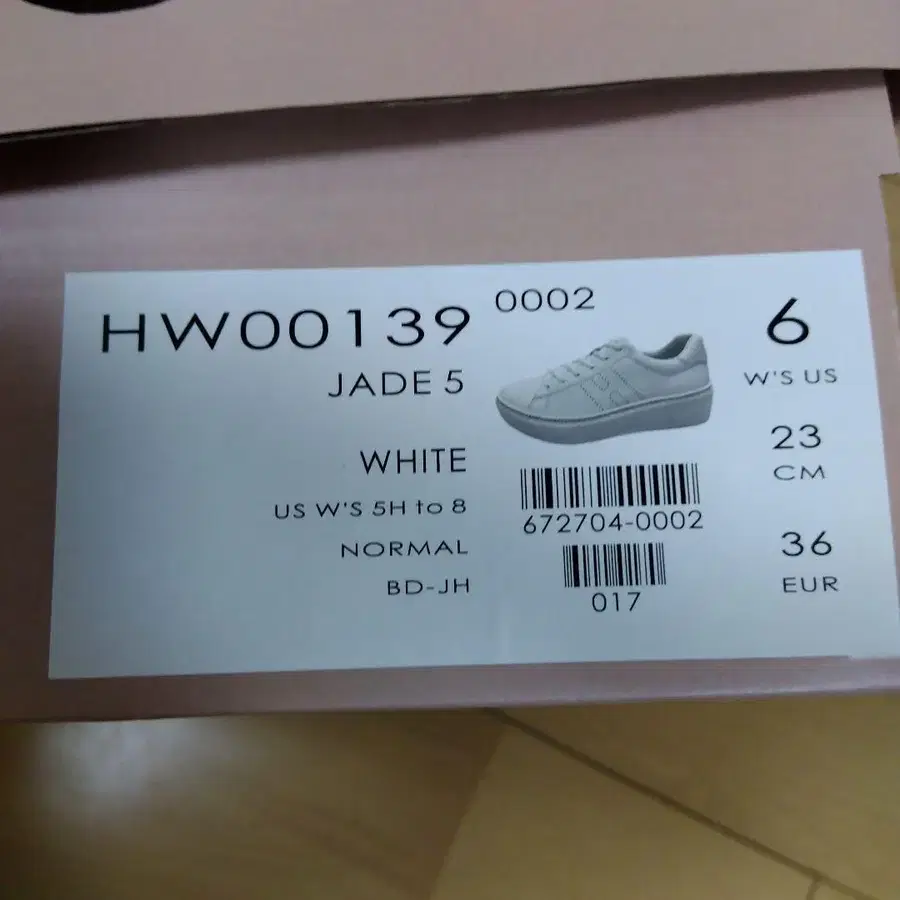 HW00139 0002
JADE 5
WHITE
US W'S 5H to 8
NORMAL
BD-JH
672704-0002
017
6
W'S US
23
CM
36
EUR